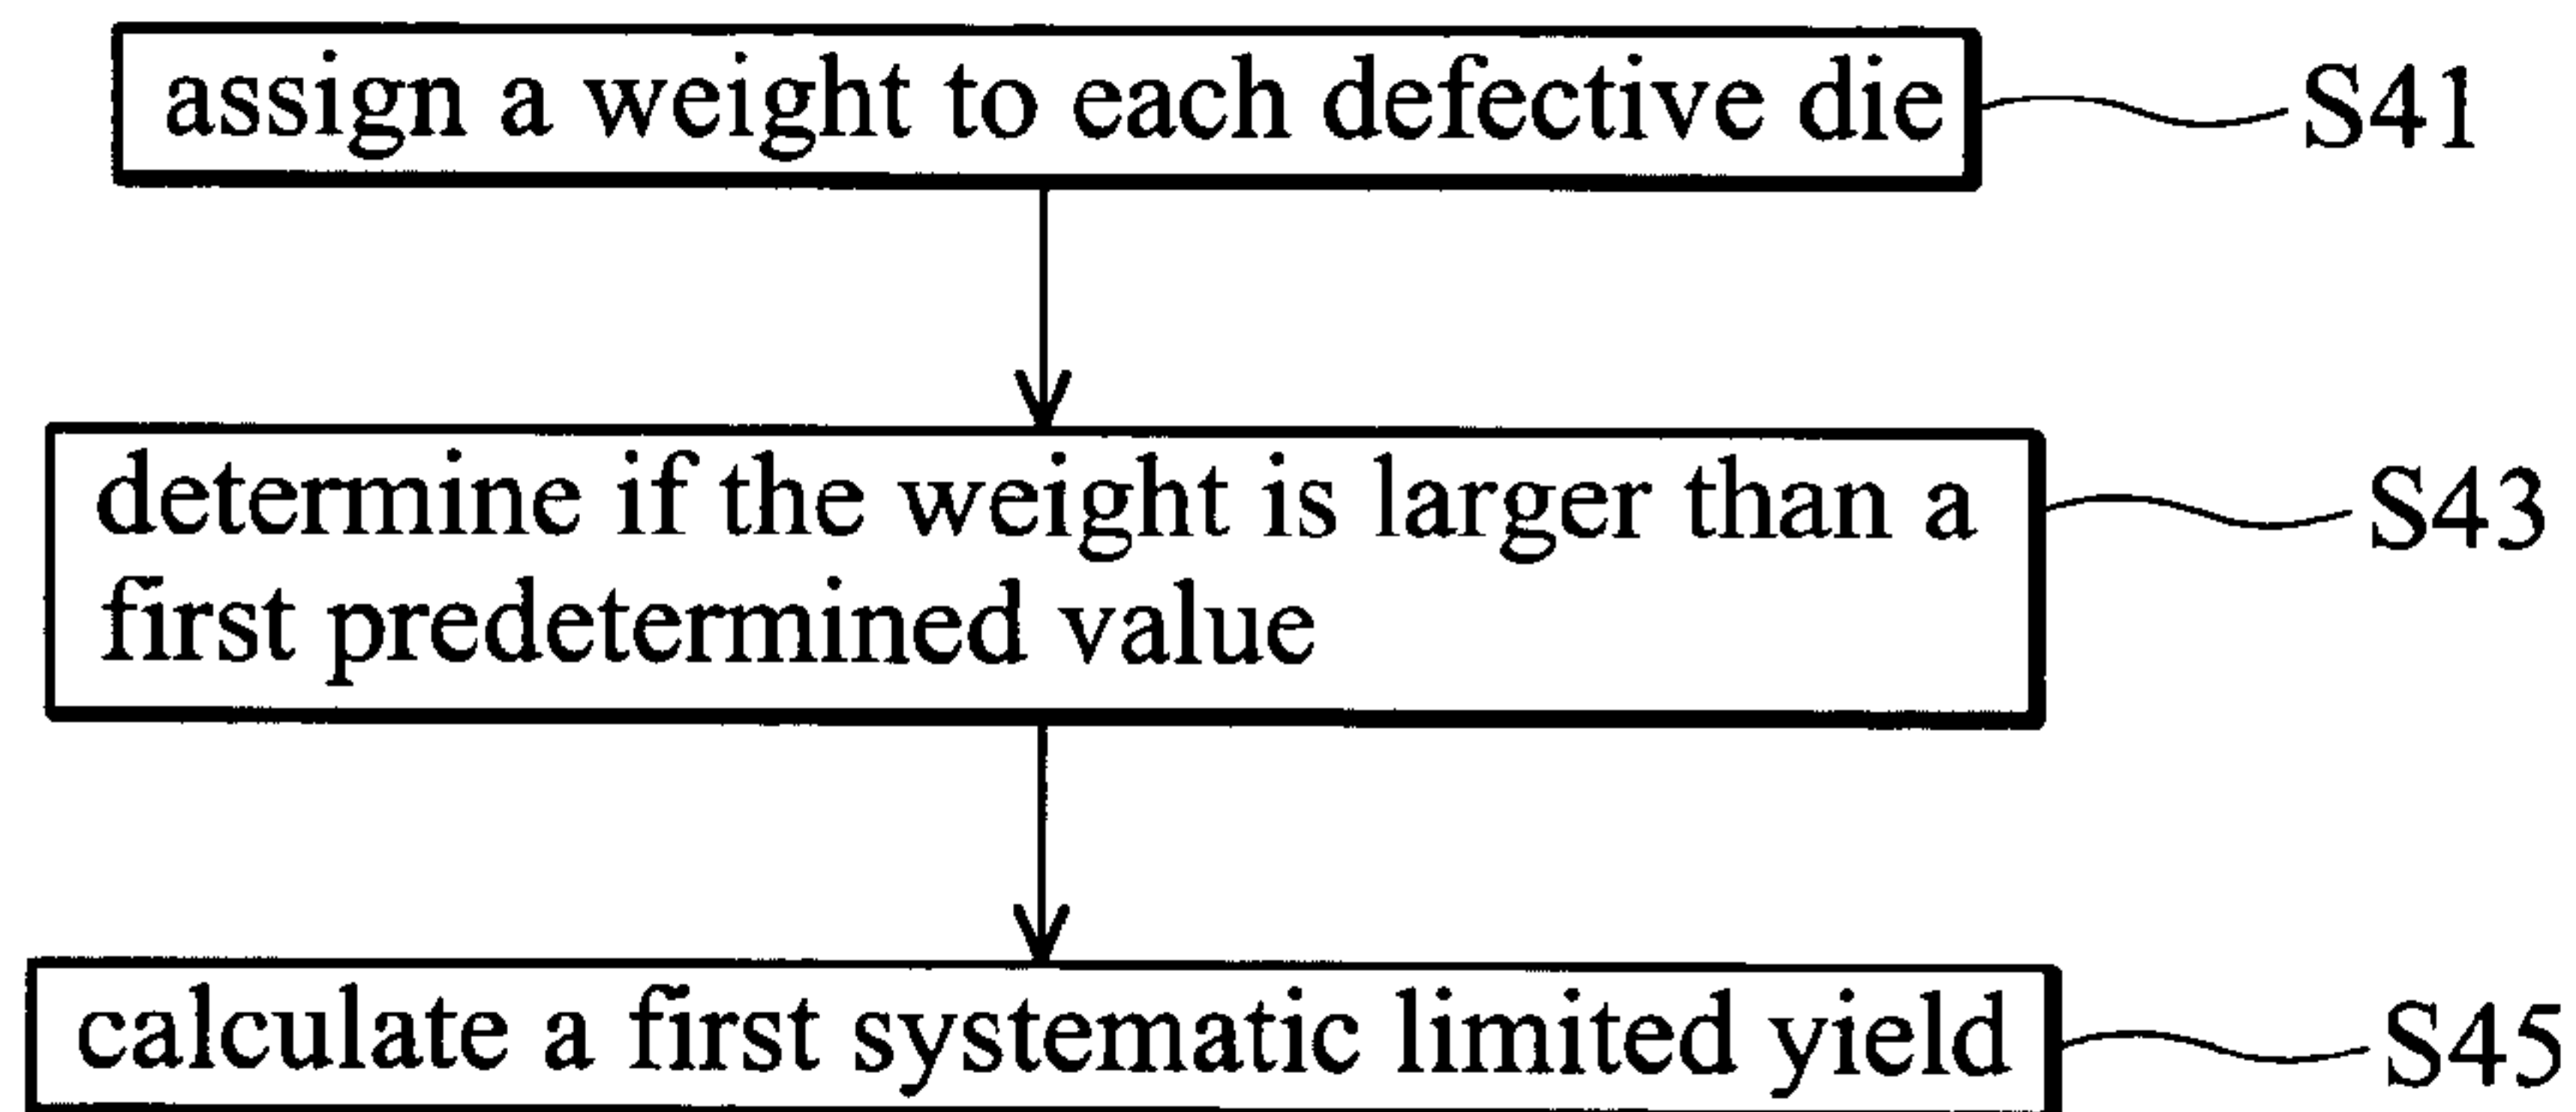 assign a weight to each defective die
S41
determine if the weight is larger than a
first predetermined value
S43
calculate a first systematic limited yield
S45